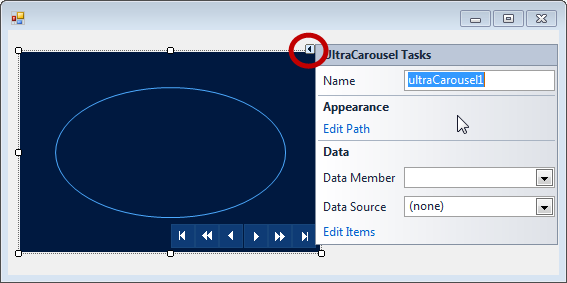 UltraCarousel Tasks
Name ultraCarousel1
Appearance
Edit Path
Data
Data Member
Data Source (none)
Edit Items